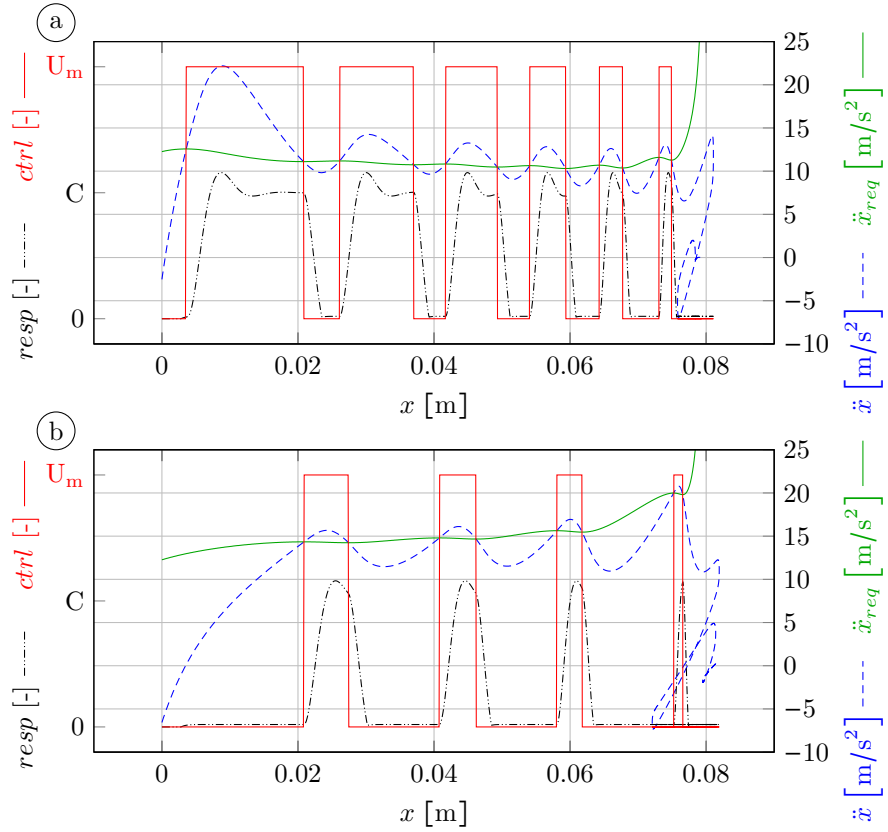 a
resp [-] ctrl [-]
U_m
C
0
0 0.02 0.04 0.06 0.08
x [m]
25
20
15
10
5
0
−5
−10
ẍ [m/s²] ẍ_req [m/s²]
b
resp [-] ctrl [-]
U_m
C
0
0 0.02 0.04 0.06 0.08
x [m]
25
20
15
10
5
0
−5
−10
ẍ [m/s²] ẍ_req [m/s²]